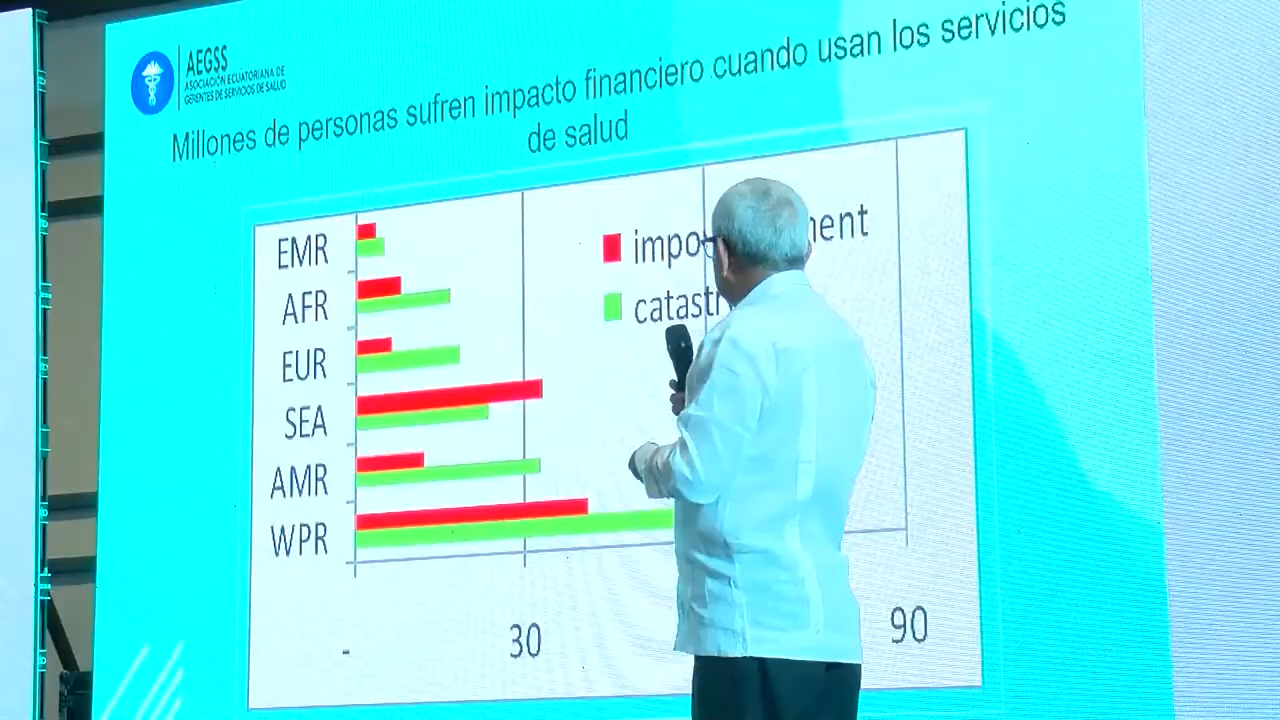 AEGSS
ASOCIACIÓN ECUATORIANA DE
GERENTES DE SERVICIOS DE SALUD
Millones de personas sufren impacto financiero cuando usan los servicios
de salud
EMR
AFR
EUR
SEA
AMR
WPR
-
30
90